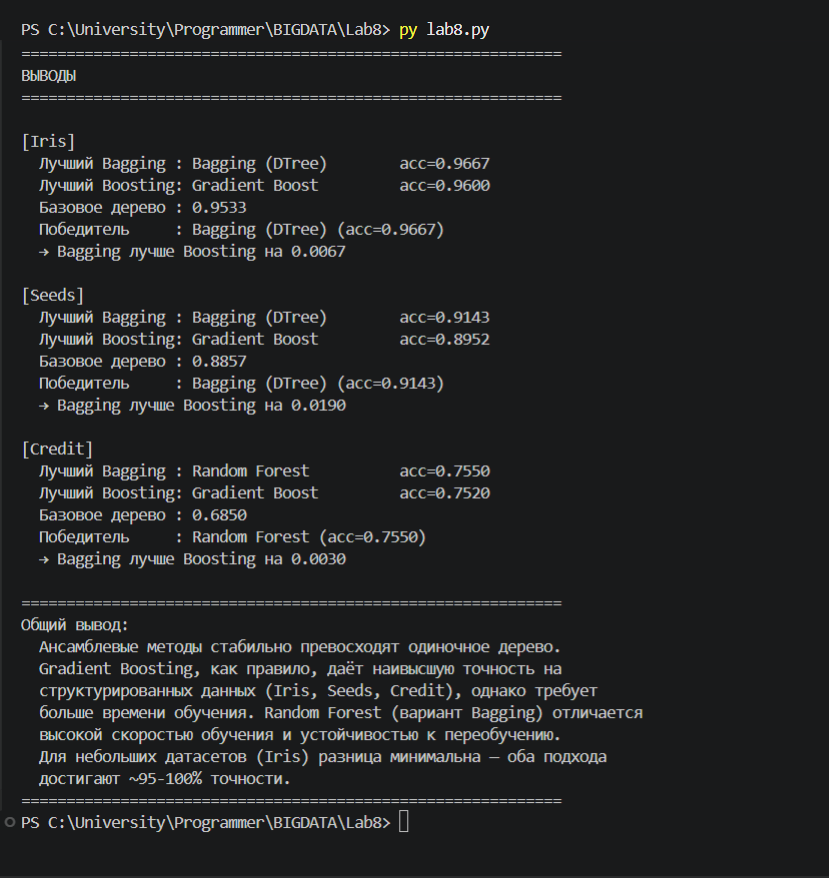 PS C:\University\Programmer\BIGDATA\Lab8> py lab8.py
============================================================
ВЫВОДЫ
============================================================
[Iris]
Лучший Bagging : Bagging (DTree) acc=0.9667
Лучший Boosting: Gradient Boost acc=0.9600
Базовое дерево : 0.9533
Победитель : Bagging (DTree) (acc=0.9667)
→ Bagging лучше Boosting на 0.0067
[Seeds]
Лучший Bagging : Bagging (DTree) acc=0.9143
Лучший Boosting: Gradient Boost acc=0.8952
Базовое дерево : 0.8857
Победитель : Bagging (DTree) (acc=0.9143)
→ Bagging лучше Boosting на 0.0190
[Credit]
Лучший Bagging : Random Forest acc=0.7550
Лучший Boosting: Gradient Boost acc=0.7520
Базовое дерево : 0.6850
Победитель : Random Forest (acc=0.7550)
→ Bagging лучше Boosting на 0.0030
============================================================
Общий вывод:
Ансамблевые методы стабильно превосходят одиночное дерево.
Gradient Boosting, как правило, даёт наивысшую точность на
структурированных данных (Iris, Seeds, Credit), однако требует
больше времени обучения. Random Forest (вариант Bagging) отличается
высокой скоростью обучения и устойчивостью к переобучению.
Для небольших датасетов (Iris) разница минимальна — оба подхода
достигают ~95-100% точности.
============================================================
PS C:\University\Programmer\BIGDATA\Lab8>